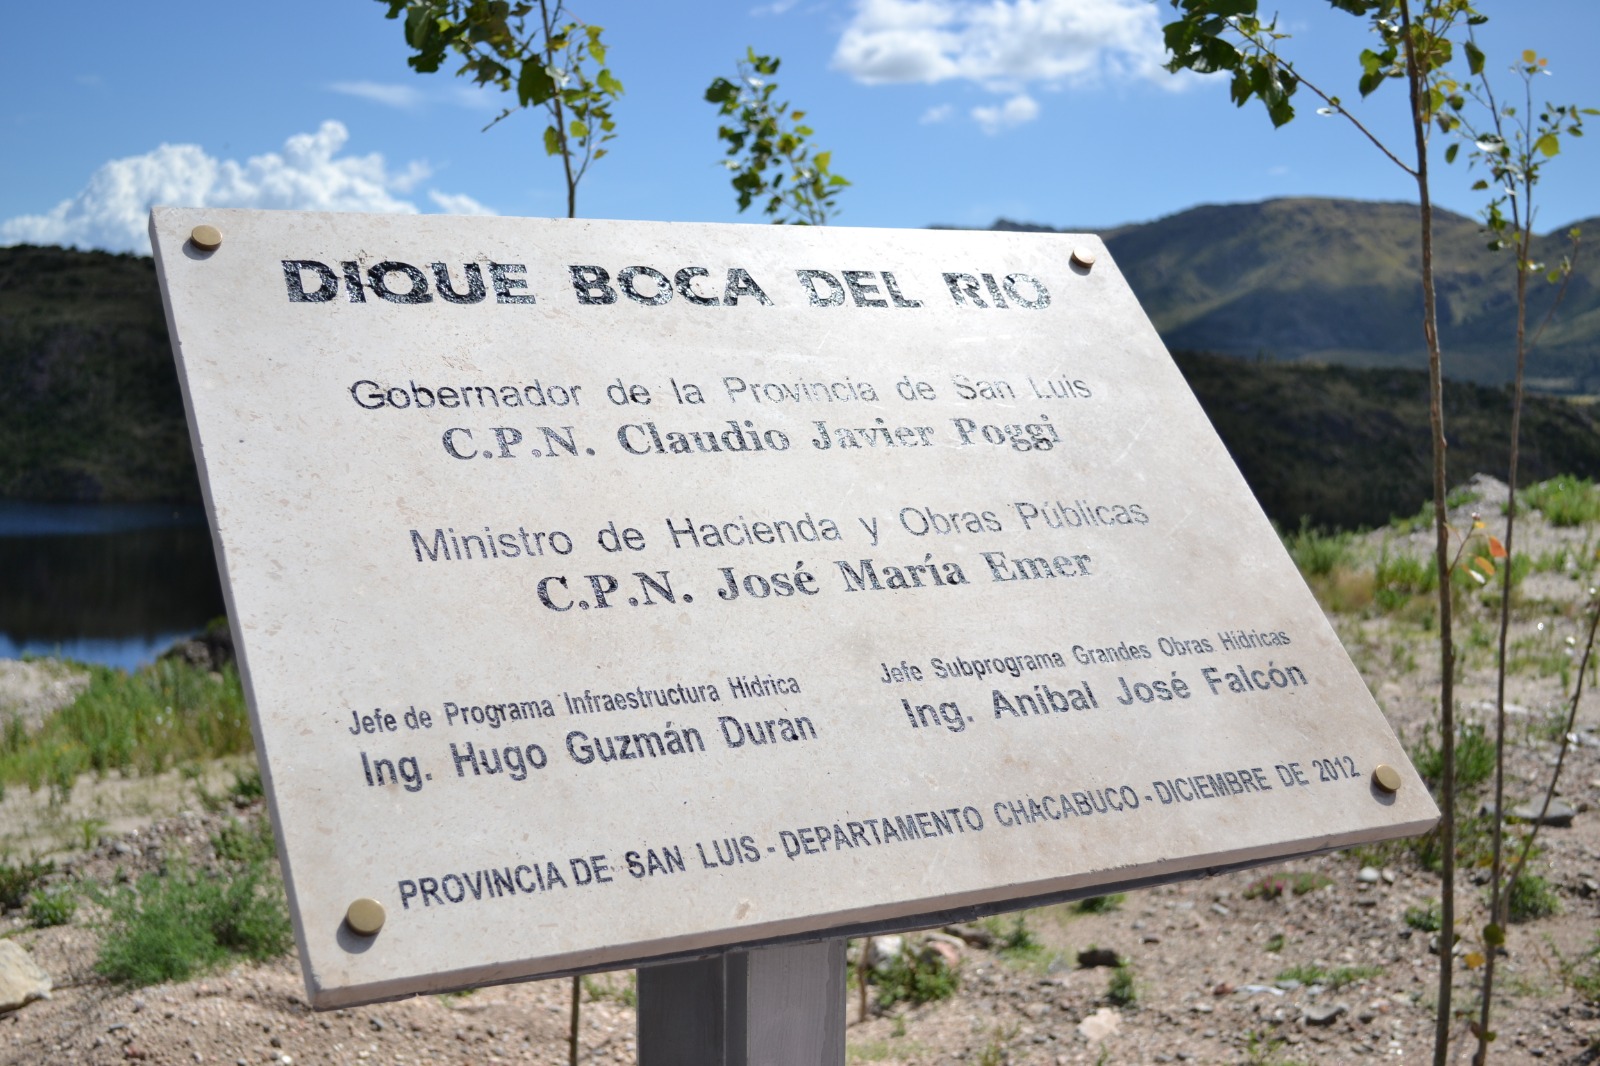 DIQUE BOCA DEL RIO
Gobernador de la Provincia de San Luis
C.P.N. Claudio Javier Poggi
Ministro de Hacienda y Obras Públicas
C.P.N. José María Emer
Jefe de Programa Infraestructura Hídrica
Ing. Hugo Guzmán Duran
Jefe Subprograma Grandes Obras Hídricas
Ing. Aníbal José Falcón
PROVINCIA DE SAN LUIS - DEPARTAMENTO CHACABUCO - DICIEMBRE DE 2012